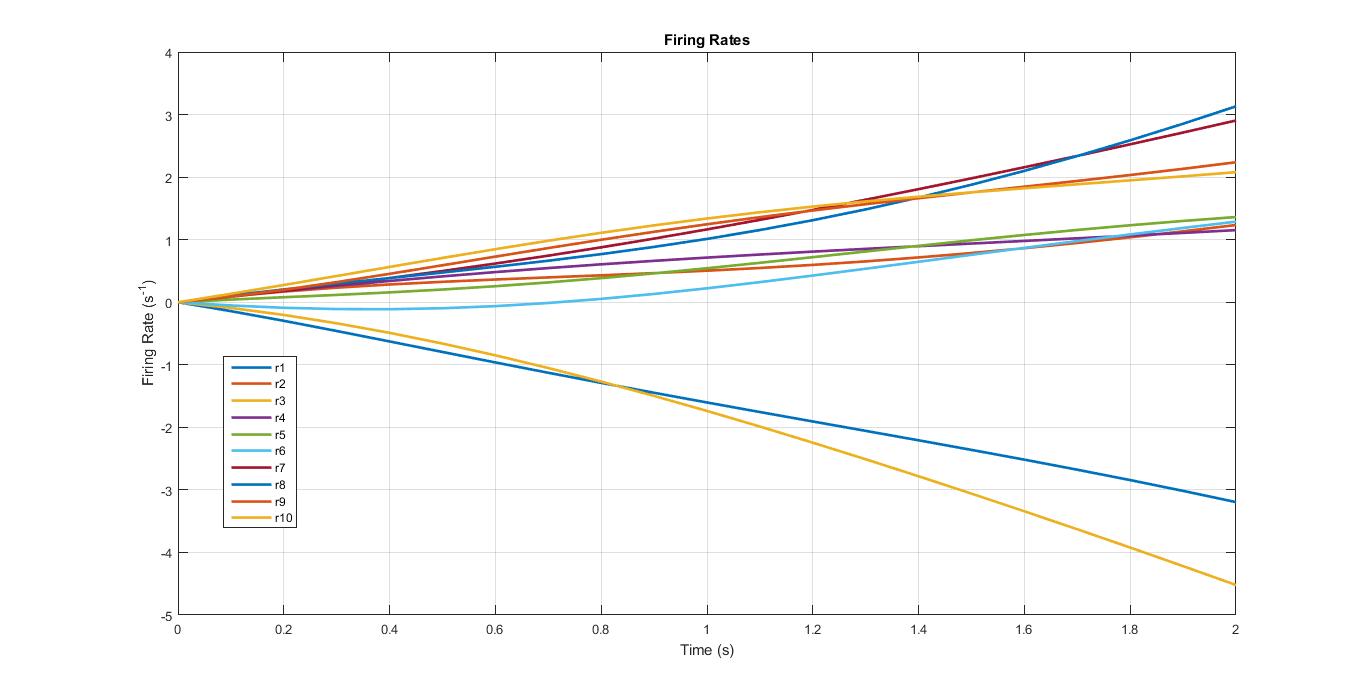 Firing Rates
4
3
2
1
0
-1
-2
-3
-4
-5
Firing Rate (s-1)
r1
r2
r3
r4
r5
r6
r7
r8
r9
r10
0 0.2 0.4 0.6 0.8 1 1.2 1.4 1.6 1.8 2
Time (s)